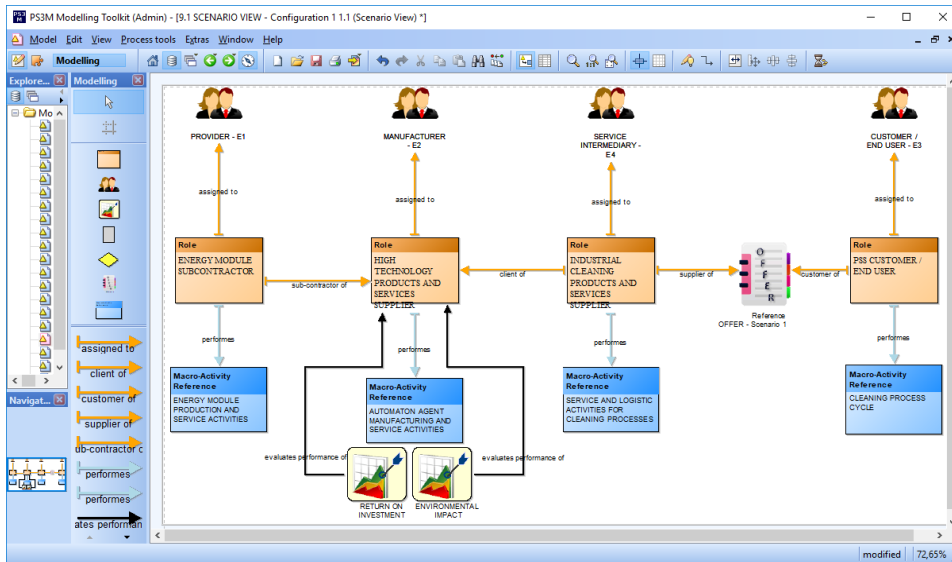 PS3M
PS3M Modelling Toolkit (Admin) - [9.1 SCENARIO VIEW - Configuration 1 1.1 (Scenario View) *]
Model Edit View Process tools Extras Window Help
Modelling
Explore...
Modelling
Mo
PROVIDER - E1
MANUFACTURER
- E2
SERVICE
INTERMEDIARY -
E4
CUSTOMER /
END USER - E3
assigned to
assigned to
assigned to
assigned to
Role
ENERGY MODULE
SUBCONTRACTOR
Role
HIGH
TECHNOLOGY
PRODUCTS AND
SERVICES
SUPPLIER
Role
INDUSTRIAL
CLEANING
PRODUCTS AND
SERVICES
SUPPLIER
Role
PSS CUSTOMER /
END USER
sub-contractor of
client of
supplier of
customer of
OFFER
Reference
OFFER - Scenario 1
performes
performes
performes
performes
Macro-Activity
Reference
ENERGY MODULE
PRODUCTION AND
SERVICE ACTIVITIES
Macro-Activity
Reference
AUTOMATON AGENT
MANUFACTURING AND
SERVICE ACTIVITIES
Macro-Activity
Reference
SERVICE AND LOGISTIC
ACTIVITIES FOR
CLEANING PROCESSES
Macro-Activity
Reference
CLEANING PROCESS
CYCLE
evaluates performance of
evaluates performance of
RETURN ON
INVESTMENT
ENVIRONMENTAL
IMPACT
assigned to
client of
customer of
supplier of
ub-contractor o
performes
performes
ates performan
Navigat...
modified 72,65%